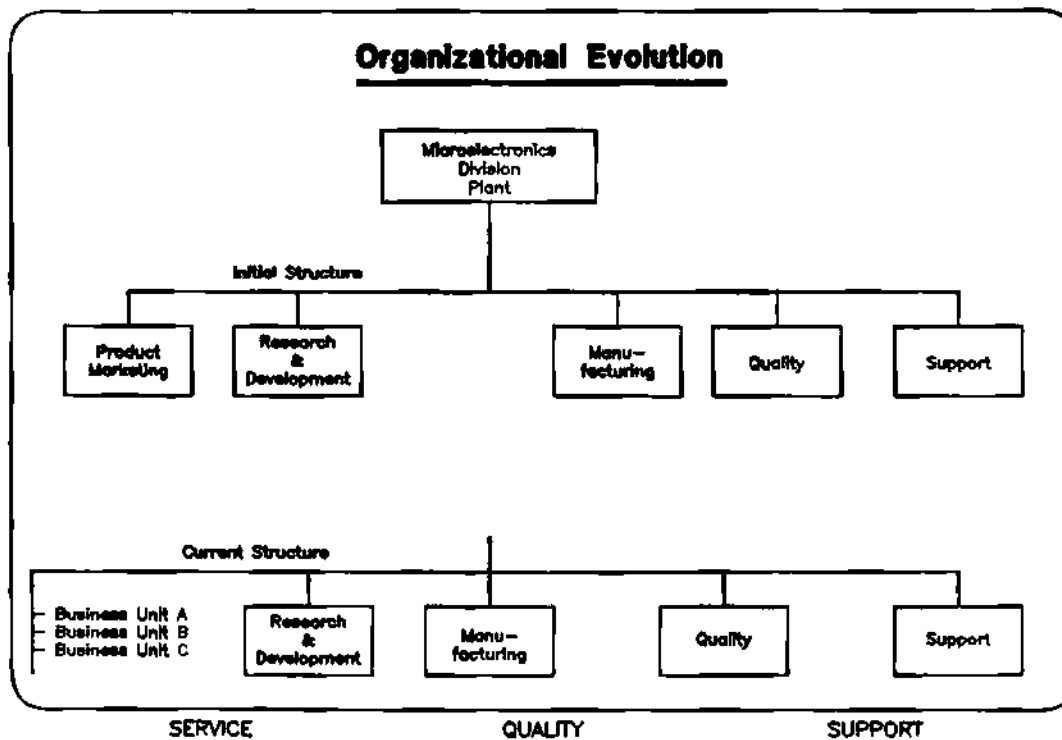 Organizational Evolution
Microelectronics
Division
Plant
Initial Structure
Product
Marketing
Research
&
Development
Manu-
facturing
Quality
Support
Current Structure
Business Unit A
Business Unit B
Business Unit C
Research
&
Development
Manu-
facturing
Quality
Support
SERVICE
QUALITY
SUPPORT